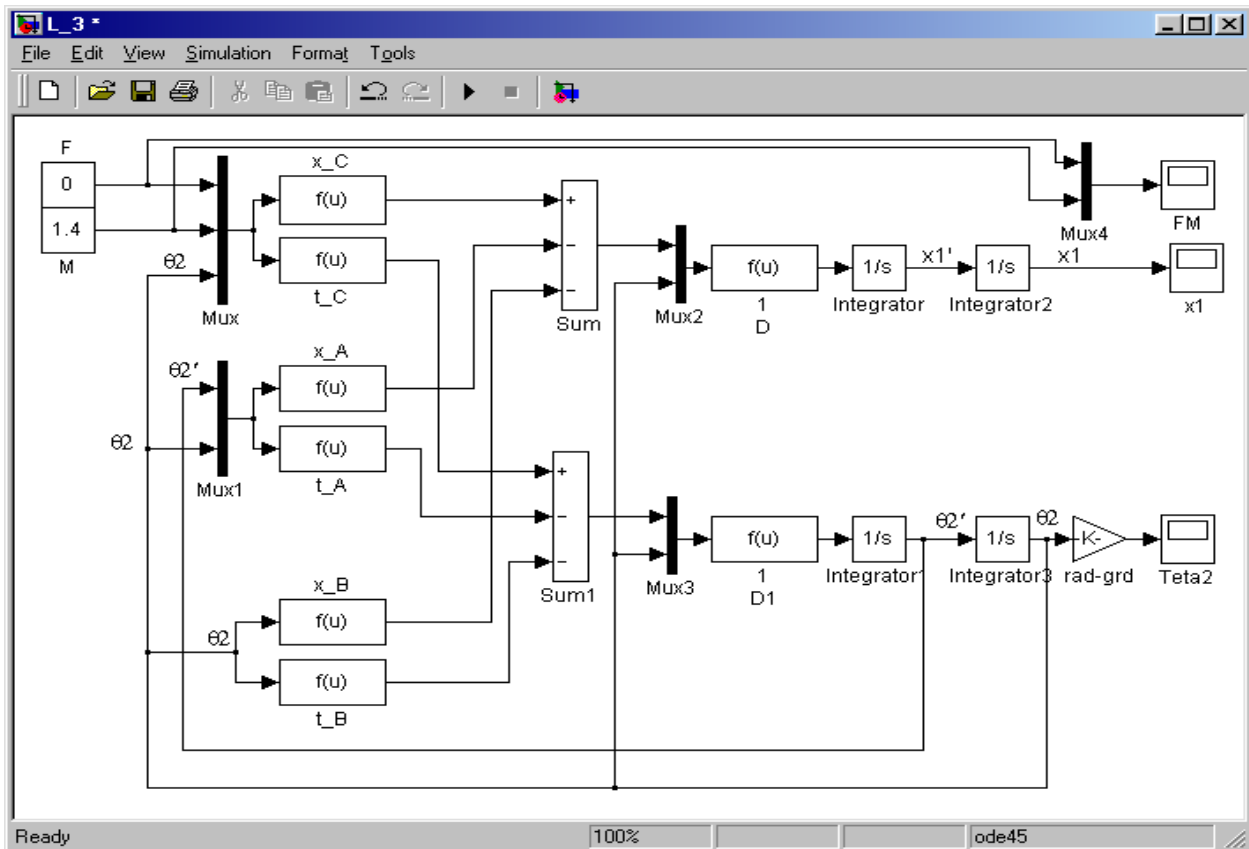 L_3 *
File Edit View Simulation Format Tools
F
0
1.4
M
θ2
Mux
x_C
f(u)
f(u)
t_C
+
−
−
Sum
Mux2
f(u)
1
D
1/s
Integrator
x1'
1/s
Integrator2
x1
Mux4
FM
x1
θ2'
θ2
Mux1
x_A
f(u)
f(u)
t_A
+
−
−
Sum1
Mux3
f(u)
1
D1
1/s
Integrator1
θ2'
1/s
Integrator3
θ2
-K-
rad-grd
Teta2
θ2
x_B
f(u)
f(u)
t_B
Ready 100% ode45